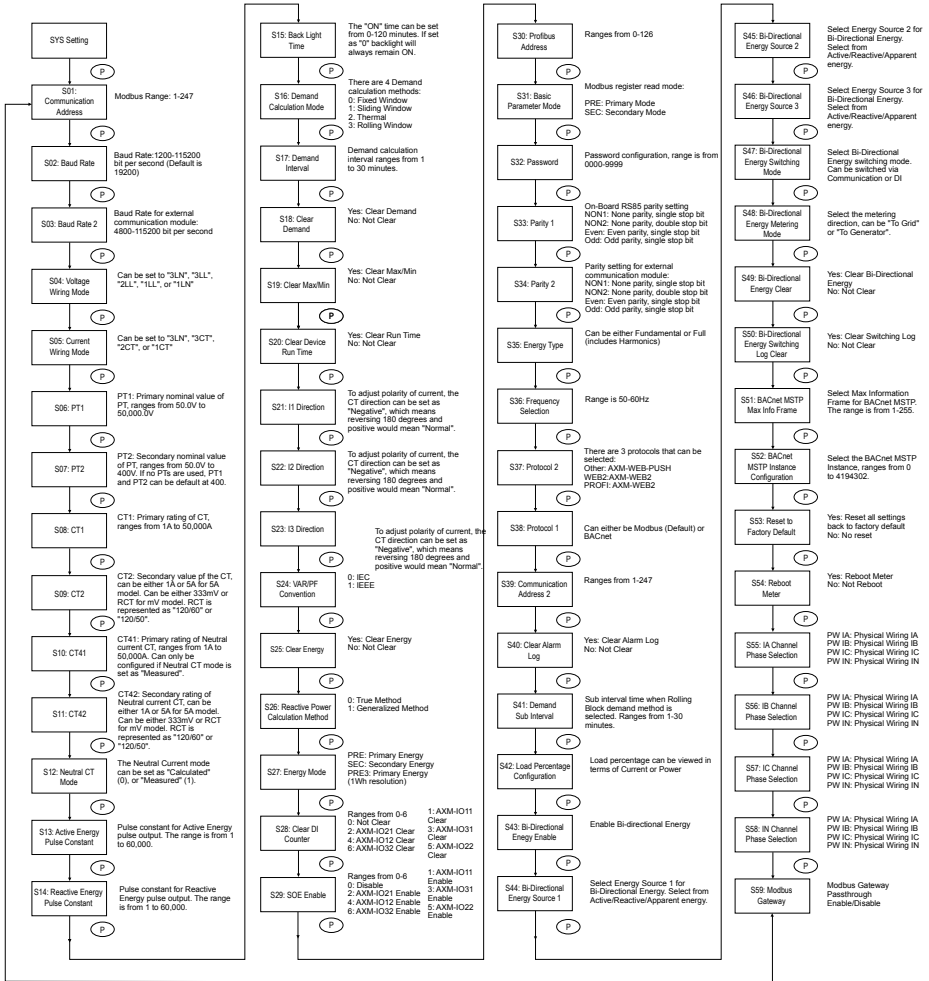 SYS Setting
P
S01:
Communication
Address
Modbus Range: 1-247
P
S02: Baud Rate
Baud Rate:1200-115200
bit per second (Default is
19200)
P
S03: Baud Rate 2
Baud Rate for external
communication module:
4800-115200 bit per second
P
S04: Voltage
Wiring Mode
Can be set to "3LN", "3LL",
"2LL", "1LL", or "1LN"
P
S05: Current
Wiring Mode
Can be set to "3LN", "3CT",
"2CT", or "1CT"
P
S06: PT1
PT1: Primary nominal value of
PT, ranges from 50.0V to
50,000.0V
P
S07: PT2
PT2: Secondary nominal value
of PT, ranges from 50.0V to
400V. If no PTs are used, PT1
and PT2 can be default at 400.
P
S08: CT1
CT1: Primary rating of CT,
ranges from 1A to 50,000A
P
S09: CT2
CT2: Secondary value pf the CT,
can be either 1A or 5A for 5A
model. Can be either 333mV or
RCT for mV model. RCT is
represented as "120/60" or
"120/50".
P
S10: CT41
CT41: Primary rating of Neutral
current CT, ranges from 1A to
50,000A. Can only be
configured if Neutral CT mode is
set as "Measured".
P
S11: CT42
CT42: Secondary rating of
Neutral current CT, can be
either 1A or 5A for 5A model.
Can be either 333mV or RCT
for mV model. RCT is
represented as "120/60" or
"120/50".
P
S12: Neutral CT
Mode
The Neutral Current mode
can be set as "Calculated"
(0), or "Measured" (1).
P
S13: Active Energy
Pulse Constant
Pulse constant for Active Energy
pulse output. The range is from 1
to 60,000.
P
S14: Reactive Energy
Pulse Constant
Pulse constant for Reactive
Energy pulse output. The range
is from 1 to 60,000.
P
S15: Back Light
Time
The "ON" time can be set
from 0-120 minutes. If set
as "0" backlight will
always remain ON.
P
S16: Demand
Calculation Mode
There are 4 Demand
calculation methods:
0: Fixed Window
1: Sliding Window
2. Thermal
3: Rolling Window
P
S17: Demand
Interval
Demand calculation
interval ranges from 1
to 30 minutes.
P
S18: Clear
Demand
Yes: Clear Demand
No: Not Clear
P
S19: Clear Max/Min
Yes: Clear Max/Min
No: Not Clear
P
S20: Clear Device
Run Time
Yes: Clear Run Time
No: Not Clear
P
S21: I1 Direction
To adjust polarity of current, the
CT direction can be set as
"Negative", which means
reversing 180 degrees and
positive would mean "Normal".
P
S22: I2 Direction
To adjust polarity of current, the
CT direction can be set as
"Negative", which means
reversing 180 degrees and
positive would mean "Normal".
P
S23: I3 Direction
To adjust polarity of current, the
CT direction can be set as
"Negative", which means
reversing 180 degrees and
positive would mean "Normal".
P
S24: VAR/PF
Convention
0: IEC
1: IEEE
P
S25: Clear Energy
Yes: Clear Energy
No: Not Clear
P
S26: Reactive Power
Calculation Method
0: True Method
1: Generalized Method
P
S27: Energy Mode
PRE: Primary Energy
SEC: Secondary Energy
PRE3: Primary Energy
(1Wh resolution)
P
S28: Clear DI
Counter
Ranges from 0-6
0: Not Clear
2: AXM-IO21 Clear
4: AXM-IO12 Clear
6: AXM-IO32 Clear
1: AXM-IO11
Clear
3: AXM-IO31
Clear
5: AXM-IO22
Clear
P
S29: SOE Enable
Ranges from 0-6
0: Disable
2: AXM-IO21 Enable
4: AXM-IO12 Enable
6: AXM-IO32 Enable
1: AXM-IO11
Enable
3: AXM-IO31
Enable
5: AXM-IO22
Enable
P
S30: Profibus
Address
Ranges from 0-126
P
S31: Basic
Parameter Mode
Modbus register read mode:
PRE: Primary Mode
SEC: Secondary Mode
P
S32: Password
Password configuration, range is from
0000-9999
P
S33: Parity 1
On-Board RS85 parity setting
NON1: None parity, single stop bit
NON2: None parity, double stop bit
Even: Even parity, single stop bit
Odd: Odd parity, single stop bit
P
S34: Parity 2
Parity setting for external
communication module:
NON1: None parity, single stop bit
NON2: None parity, double stop bit
Even: Even parity, single stop bit
Odd: Odd parity, single stop bit
P
S35: Energy Type
Can be either Fundamental or Full
(includes Harmonics)
P
S36: Frequency
Selection
Range is 50-60Hz
P
S37: Protocol 2
There are 3 protocols that can be
selected:
Other: AXM-WEB-PUSH
WEB2:AXM-WEB2
PROFI: AXM-WEB2
P
S38: Protocol 1
Can either be Modbus (Default) or
BACnet
P
S39: Communication
Address 2
Ranges from 1-247
P
S40: Clear Alarm
Log
Yes: Clear Alarm Log
No: Not Clear
P
S41: Demand
Sub Interval
Sub interval time when Rolling
Block demand method is
selected. Ranges from 1-30
minutes.
P
S42: Load Percentage
Configuration
Load percentage can be viewed in
terms of Current or Power
P
S43: Bi-Directional
Enegy Enable
Enable Bi-directional Energy
P
S44: Bi-Directional
Energy Source 1
Select Energy Source 1 for
Bi-Directional Energy. Select from
Active/Reactive/Apparent energy.
P
S45: Bi-Directional
Energy Source 2
Select Energy Source 2 for
Bi-Directional Energy.
Select from
Active/Reactive/Apparent
energy.
P
S46: Bi-Directional
Energy Source 3
Select Energy Source 3 for
Bi-Directional Energy.
Select from
Active/Reactive/Apparent
energy.
P
S47: Bi-Directional
Energy Switching
Mode
Select Bi-Directional
Energy switching mode.
Can be switched via
Communication or DI
P
S48: Bi-Directional
Energy Metering
Mode
Select the metering
direction, can be "To Grid"
or "To Generator".
P
S49: Bi-Directional
Energy Clear
Yes: Clear Bi-Directional
Energy
No: Not Clear
P
S50: Bi-Directional
Energy Switching
Log Clear
Yes: Clear Switching Log
No: Not Clear
P
S51: BACnet MSTP
Max Info Frame
Select Max Information
Frame for BACnet MSTP.
The range is from 1-255.
P
S52: BACnet
MSTP Instance
Configuration
Select the BACnet MSTP
Instance, ranges from 0
to 4194302.
P
S53: Reset to
Factory Default
Yes: Reset all settings
back to factory default
No: No reset
P
S54: Reboot
Meter
Yes: Reboot Meter
No: Not Reboot
P
S55: IA Channel
Phase Selection
PW IA: Physical Wiring IA
PW IB: Physical Wiring IB
PW IC: Physical Wiring IC
PW IN: Physical Wiring IN
P
S56: IB Channel
Phase Selection
PW IA: Physical Wiring IA
PW IB: Physical Wiring IB
PW IC: Physical Wiring IC
PW IN: Physical Wiring IN
P
S57: IC Channel
Phase Selection
PW IA: Physical Wiring IA
PW IB: Physical Wiring IB
PW IC: Physical Wiring IC
PW IN: Physical Wiring IN
P
S58: IN Channel
Phase Selection
PW IA: Physical Wiring IA
PW IB: Physical Wiring IB
PW IC: Physical Wiring IC
PW IN: Physical Wiring IN
P
S59: Modbus
Gateway
Modbus Gateway
Passthrough
Enable/Disable